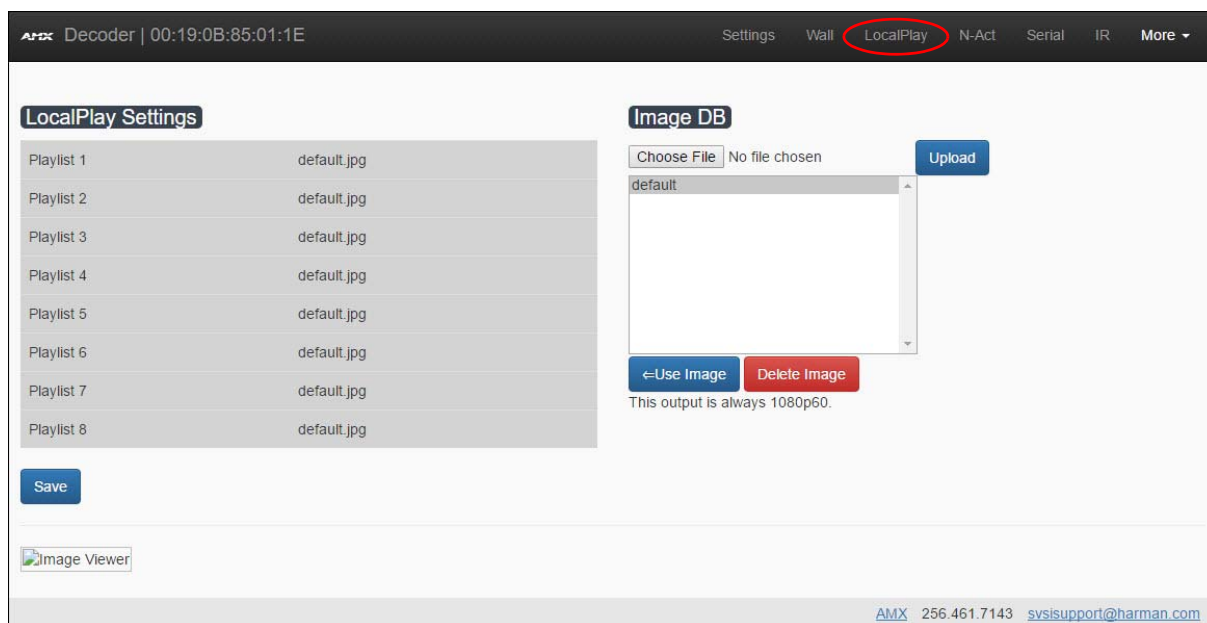 AMX Decoder | 00:19:0B:85:01:1E Settings Wall LocalPlay N-Act Serial IR More
LocalPlay Settings
Playlist 1 default.jpg
Playlist 2 default.jpg
Playlist 3 default.jpg
Playlist 4 default.jpg
Playlist 5 default.jpg
Playlist 6 default.jpg
Playlist 7 default.jpg
Playlist 8 default.jpg
Save
Image DB
Choose File No file chosen Upload
default
⇐Use Image Delete Image
This output is always 1080p60.
Image Viewer
AMX 256.461.7143 svsisupport@harman.com